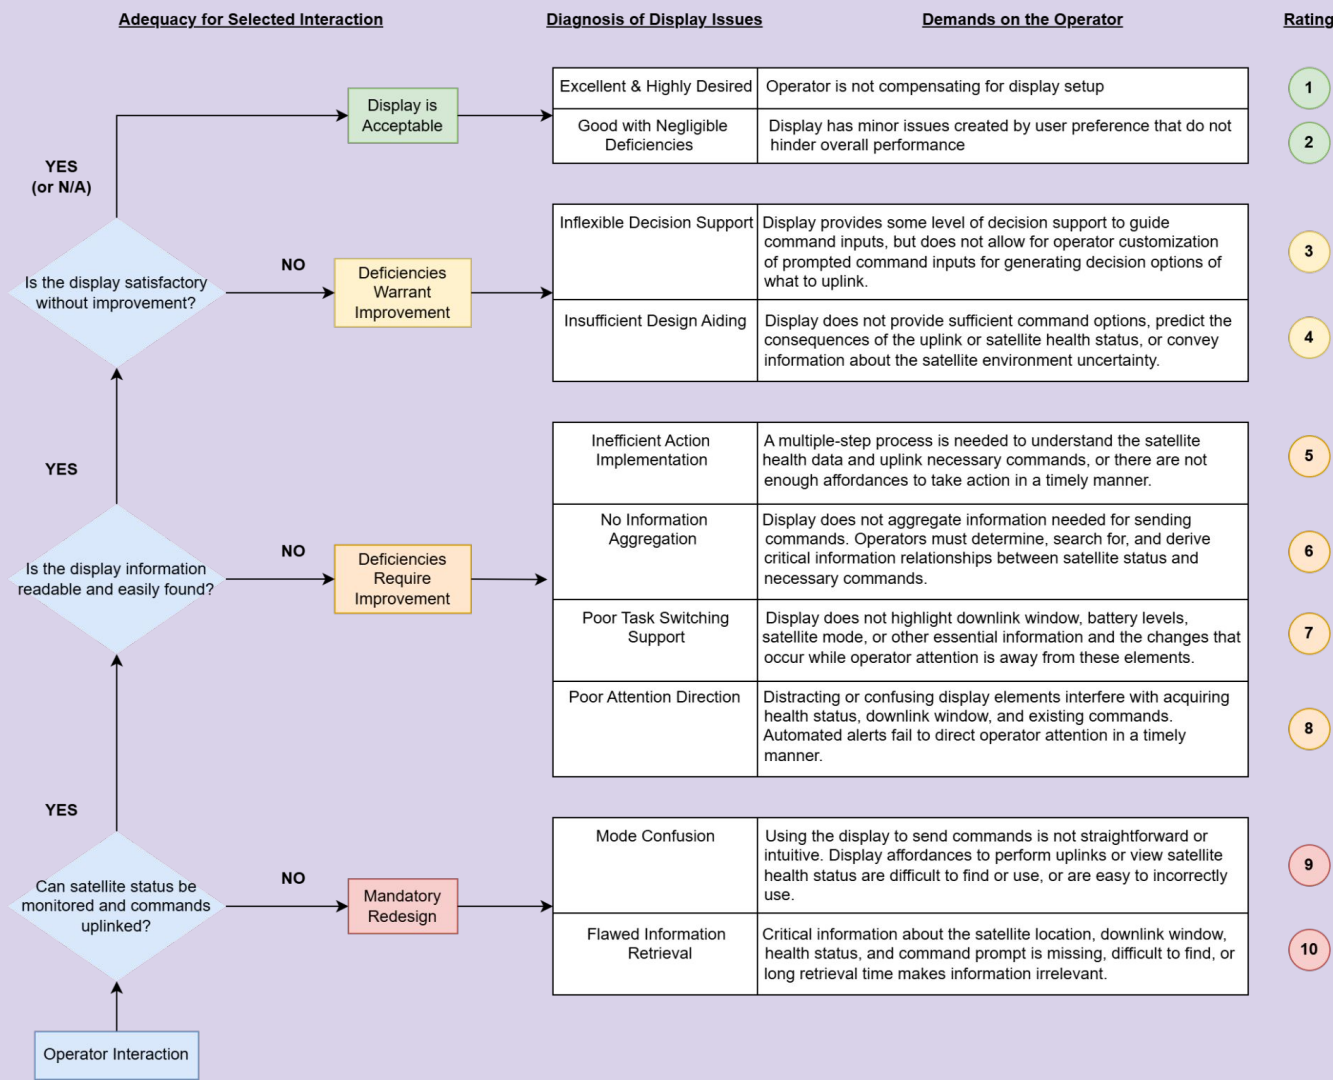 Adequacy for Selected Interaction
Diagnosis of Display Issues
Demands on the Operator
Rating
Display is
Acceptable
Excellent & Highly Desired
Operator is not compensating for display setup
1
Good with Negligible
Deficiencies
Display has minor issues created by user preference that do not
hinder overall performance
2
YES
(or N/A)
Is the display satisfactory
without improvement?
NO
Deficiencies
Warrant
Improvement
Inflexible Decision Support
Display provides some level of decision support to guide
command inputs, but does not allow for operator customization
of prompted command inputs for generating decision options of
what to uplink.
3
Insufficient Design Aiding
Display does not provide sufficient command options, predict the
consequences of the uplink or satellite health status, or convey
information about the satellite environment uncertainty.
4
YES
Is the display information
readable and easily found?
NO
Deficiencies
Require
Improvement
Inefficient Action
Implementation
A multiple-step process is needed to understand the satellite
health data and uplink necessary commands, or there are not
enough affordances to take action in a timely manner.
5
No Information
Aggregation
Display does not aggregate information needed for sending
commands. Operators must determine, search for, and derive
critical information relationships between satellite status and
necessary commands.
6
Poor Task Switching
Support
Display does not highlight downlink window, battery levels,
satellite mode, or other essential information and the changes that
occur while operator attention is away from these elements.
7
Poor Attention Direction
Distracting or confusing display elements interfere with acquiring
health status, downlink window, and existing commands.
Automated alerts fail to direct operator attention in a timely
manner.
8
YES
Can satellite status be
monitored and commands
uplinked?
NO
Mandatory
Redesign
Mode Confusion
Using the display to send commands is not straightforward or
intuitive. Display affordances to perform uplinks or view satellite
health status are difficult to find or use, or are easy to incorrectly
use.
9
Flawed Information
Retrieval
Critical information about the satellite location, downlink window,
health status, and command prompt is missing, difficult to find, or
long retrieval time makes information irrelevant.
10
Operator Interaction